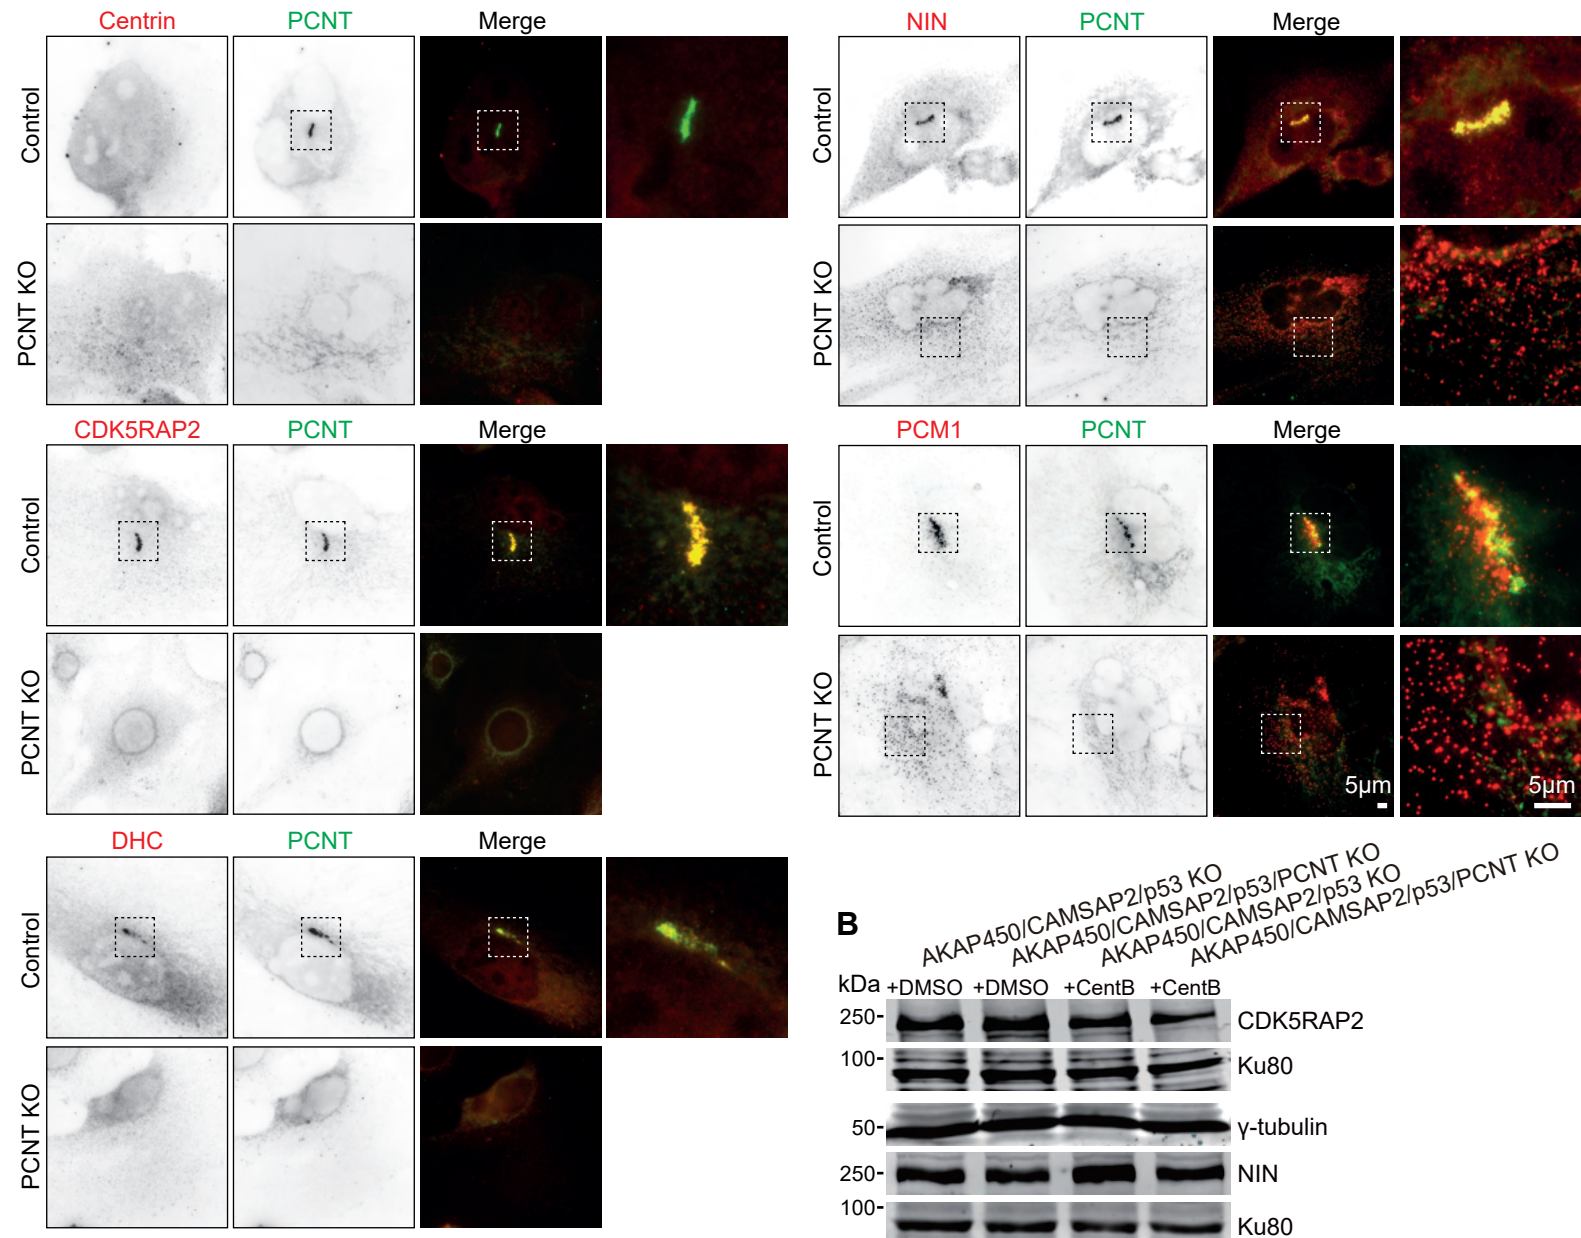 Centrin PCNT Merge
Control
PCNT KO
CDK5RAP2 PCNT Merge
Control
PCNT KO
DHC PCNT Merge
Control
PCNT KO
NIN PCNT Merge
Control
PCNT KO
PCM1 PCNT Merge
Control
PCNT KO
5µm 5µm
B
AKAP450/CAMSAP2/p53 KO
AKAP450/CAMSAP2/p53/PCNT KO
AKAP450/CAMSAP2/p53 KO
AKAP450/CAMSAP2/p53/PCNT KO
kDa +DMSO +DMSO +CentB +CentB
250- CDK5RAP2
100- Ku80
50- γ-tubulin
250- NIN
100- Ku80